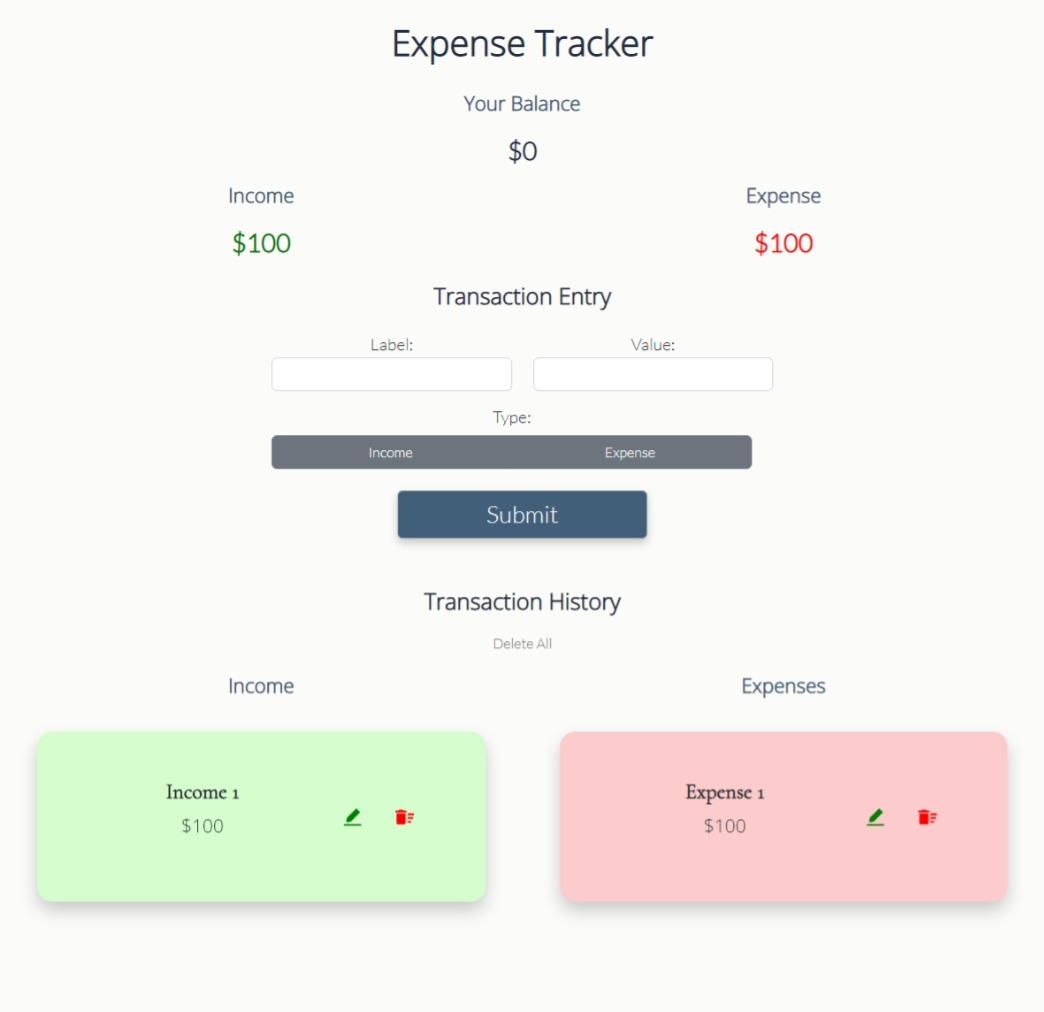 Expense Tracker
Your Balance
$0
Income Expense
$100 $100
Transaction Entry
Label: Value:
Type:
Income Expense
Submit
Transaction History
Delete All
Income Expenses
Income 1 Expense 1
$100 $100